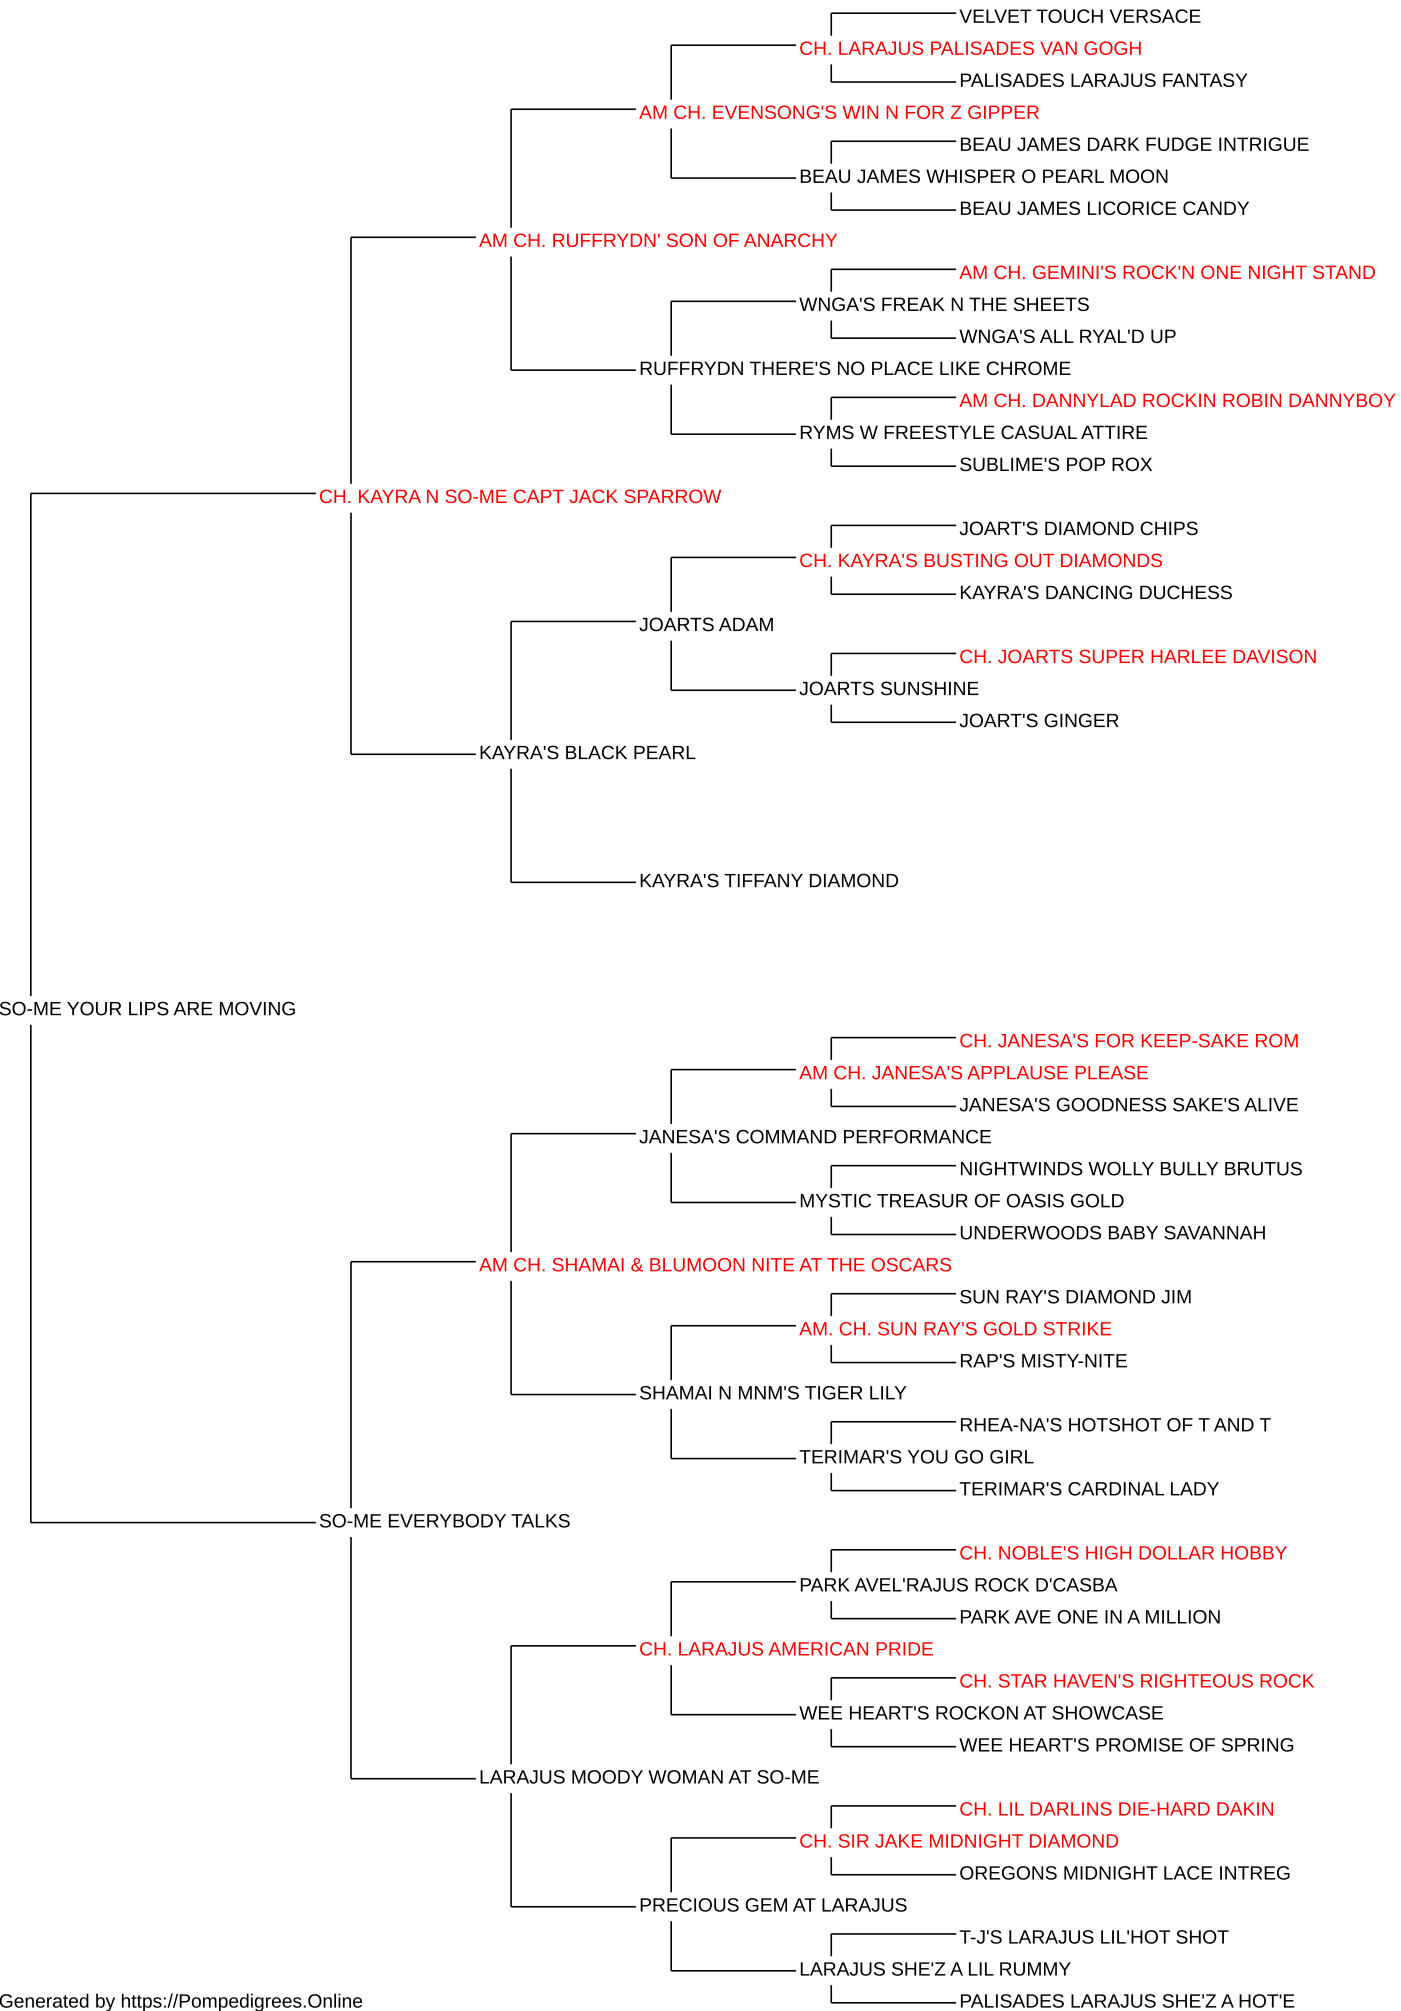 VELVET TOUCH VERSACE
CH. LARAJUS PALISADES VAN GOGH
PALISADES LARAJUS FANTASY
AM CH. EVENSONG'S WIN N FOR Z GIPPER
BEAU JAMES DARK FUDGE INTRIGUE
BEAU JAMES WHISPER O PEARL MOON
BEAU JAMES LICORICE CANDY
AM CH. RUFFRYDN' SON OF ANARCHY
AM CH. GEMINI'S ROCK'N ONE NIGHT STAND
WNGA'S FREAK N THE SHEETS
WNGA'S ALL RYAL'D UP
RUFFRYDN THERE'S NO PLACE LIKE CHROME
AM CH. DANNYLAD ROCKIN ROBIN DANNYBOY
RYMS W FREESTYLE CASUAL ATTIRE
SUBLIME'S POP ROX
CH. KAYRA N SO-ME CAPT JACK SPARROW
JOART'S DIAMOND CHIPS
CH. KAYRA'S BUSTING OUT DIAMONDS
KAYRA'S DANCING DUCHESS
JOARTS ADAM
CH. JOARTS SUPER HARLEE DAVISON
JOARTS SUNSHINE
JOART'S GINGER
KAYRA'S BLACK PEARL
KAYRA'S TIFFANY DIAMOND
SO-ME YOUR LIPS ARE MOVING
CH. JANESA'S FOR KEEP-SAKE ROM
AM CH. JANESA'S APPLAUSE PLEASE
JANESA'S GOODNESS SAKE'S ALIVE
JANESA'S COMMAND PERFORMANCE
NIGHTWINDS WOLLY BULLY BRUTUS
MYSTIC TREASUR OF OASIS GOLD
UNDERWOODS BABY SAVANNAH
AM CH. SHAMAI & BLUMOON NITE AT THE OSCARS
SUN RAY'S DIAMOND JIM
AM. CH. SUN RAY'S GOLD STRIKE
RAP'S MISTY-NITE
SHAMAI N MNM'S TIGER LILY
RHEA-NA'S HOTSHOT OF T AND T
TERIMAR'S YOU GO GIRL
TERIMAR'S CARDINAL LADY
SO-ME EVERYBODY TALKS
CH. NOBLE'S HIGH DOLLAR HOBBY
PARK AVEL'RAJUS ROCK D'CASBA
PARK AVE ONE IN A MILLION
CH. LARAJUS AMERICAN PRIDE
CH. STAR HAVEN'S RIGHTEOUS ROCK
WEE HEART'S ROCKON AT SHOWCASE
WEE HEART'S PROMISE OF SPRING
LARAJUS MOODY WOMAN AT SO-ME
CH. LIL DARLINS DIE-HARD DAKIN
CH. SIR JAKE MIDNIGHT DIAMOND
OREGONS MIDNIGHT LACE INTREG
PRECIOUS GEM AT LARAJUS
T-J'S LARAJUS LIL'HOT SHOT
LARAJUS SHE'Z A LIL RUMMY
PALISADES LARAJUS SHE'Z A HOT'E
Generated by https://Pompedigrees.Online